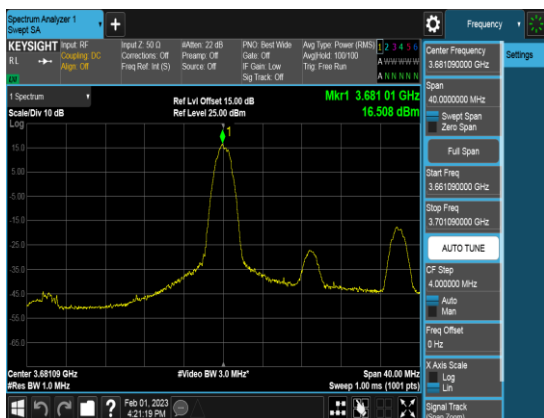 Spectrum Analyzer 1
Swept SA
+
Frequency
KEYSIGHT
RL
Input: RF
Coupling: DC
Align: Off
Input Z: 50 Ω
Corrections: Off
Freq Ref: Int (S)
#Atten: 22 dB
Preamp: Off
Source: Off
PNO: Best Wide
Gate: Off
IF Gain: Low
Sig Track: Off
Avg Type: Power (RMS)
Avg|Hold: 100/100
Trig: Free Run
1 2 3 4 5 6
A W W W W W
A N N N N N
1 Spectrum
Scale/Div 10 dB
Ref Lvl Offset 15.00 dB
Ref Level 25.00 dBm
Mkr1 3.681 01 GHz
16.508 dBm
Log
1
15.0
5.00
-5.00
-15.0
-25.0
-35.0
-45.0
-55.0
-65.0
Center 3.68109 GHz
#Res BW 1.0 MHz
#Video BW 3.0 MHz*
Span 40.00 MHz
Sweep 1.00 ms (1001 pts)
Feb 01, 2023
4:21:19 PM
Settings
Center Frequency
3.681090000 GHz
Span
40.0000000 MHz
Swept Span
Zero Span
Full Span
Start Freq
3.661090000 GHz
Stop Freq
3.701090000 GHz
AUTO TUNE
CF Step
4.000000 MHz
Auto
Man
Freq Offset
0 Hz
X Axis Scale
Log
Lin
Signal Track
(Span Zoom)